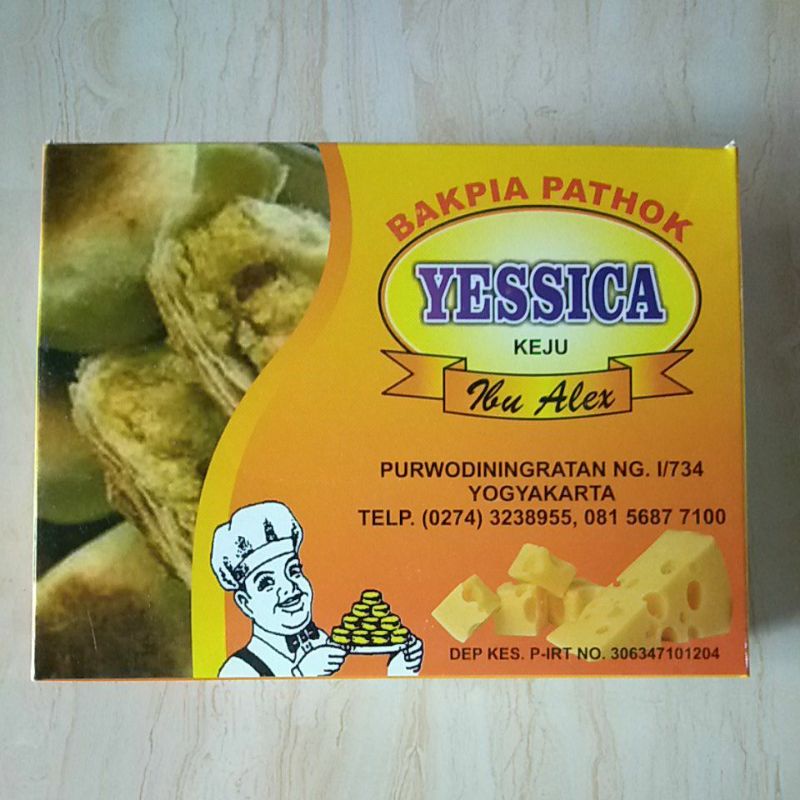 BAKPIA PATHOK
YESSICA
KEJU
Ibu Alex
PURWODININGRATAN NG. I/734
YOGYAKARTA
TELP. (0274) 3238955, 081 5687 7100
DEP KES. P-IRT NO. 306347101204